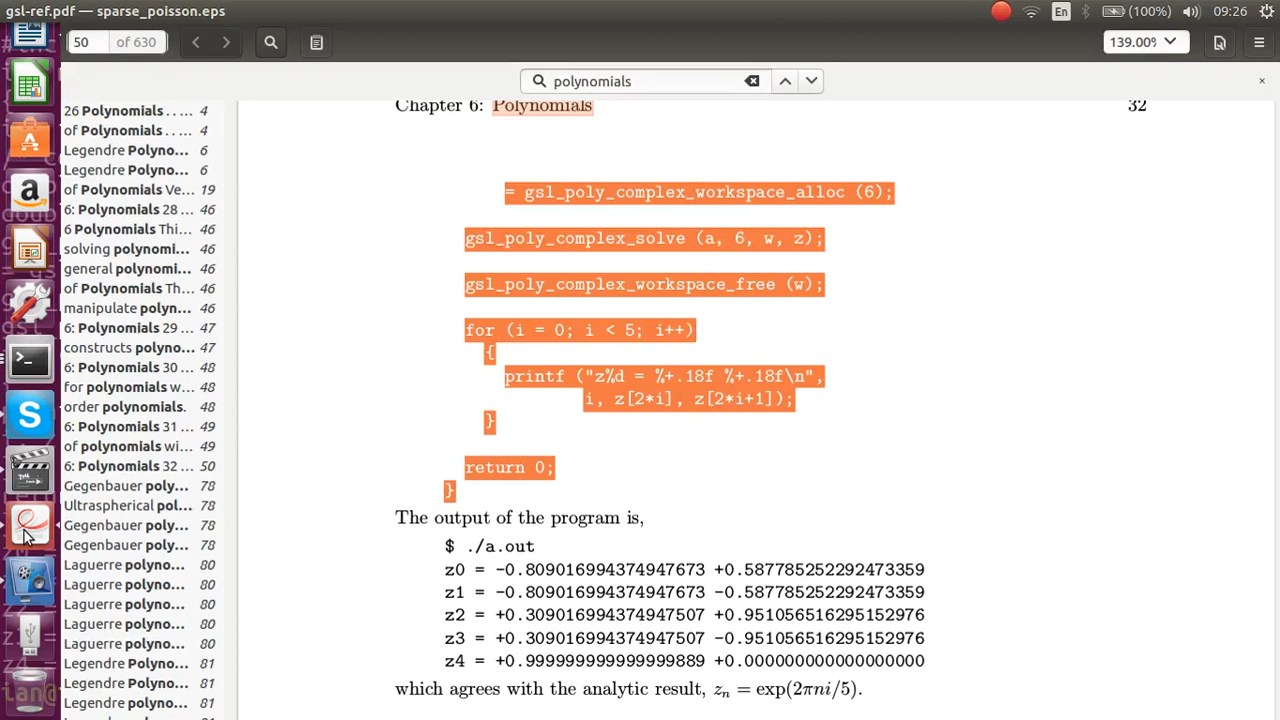 gsl-ref.pdf — sparse_poisson.eps
En
(100%)
09:26
50 of 630
139.00%
polynomials
26 Polynomials . . ... 4
of Polynomials . . ... 4
Legendre Polyno... 6
Legendre Polyno... 6
of Polynomials Ve... 19
6: Polynomials 28 ... 46
6 Polynomials Thi... 46
solving polynomi... 46
general polynomi... 46
of Polynomials Th... 46
manipulate polyn... 46
6: Polynomials 29 ... 47
constructs polyno... 47
6: Polynomials 30 ... 48
for polynomials w... 48
order polynomials. 48
6: Polynomials 31 ... 49
of polynomials wi... 49
6: Polynomials 32 ... 50
Gegenbauer poly... 78
Ultraspherical pol... 78
Gegenbauer poly... 78
Gegenbauer poly... 78
Laguerre polyno... 80
Laguerre polyno... 80
Laguerre polyno... 80
Laguerre polyno... 80
Laguerre polyno... 80
Legendre Polyno... 81
Legendre Polyno... 81
Legendre Polyno... 81
Chapter 6: Polynomials 32
= gsl_poly_complex_workspace_alloc (6);
gsl_poly_complex_solve (a, 6, w, z);
gsl_poly_complex_workspace_free (w);
for (i = 0; i < 5; i++)
{
printf ("z%d = %+.18f %+.18f\n",
i, z[2*i], z[2*i+1]);
}
return 0;
}
The output of the program is,
$ ./a.out
z0 = -0.809016994374947673 +0.587785252292473359
z1 = -0.809016994374947673 -0.587785252292473359
z2 = +0.309016994374947507 +0.951056516295152976
z3 = +0.309016994374947507 -0.951056516295152976
z4 = +0.999999999999999889 +0.000000000000000000
which agrees with the analytic result, zₙ = exp(2πni/5).